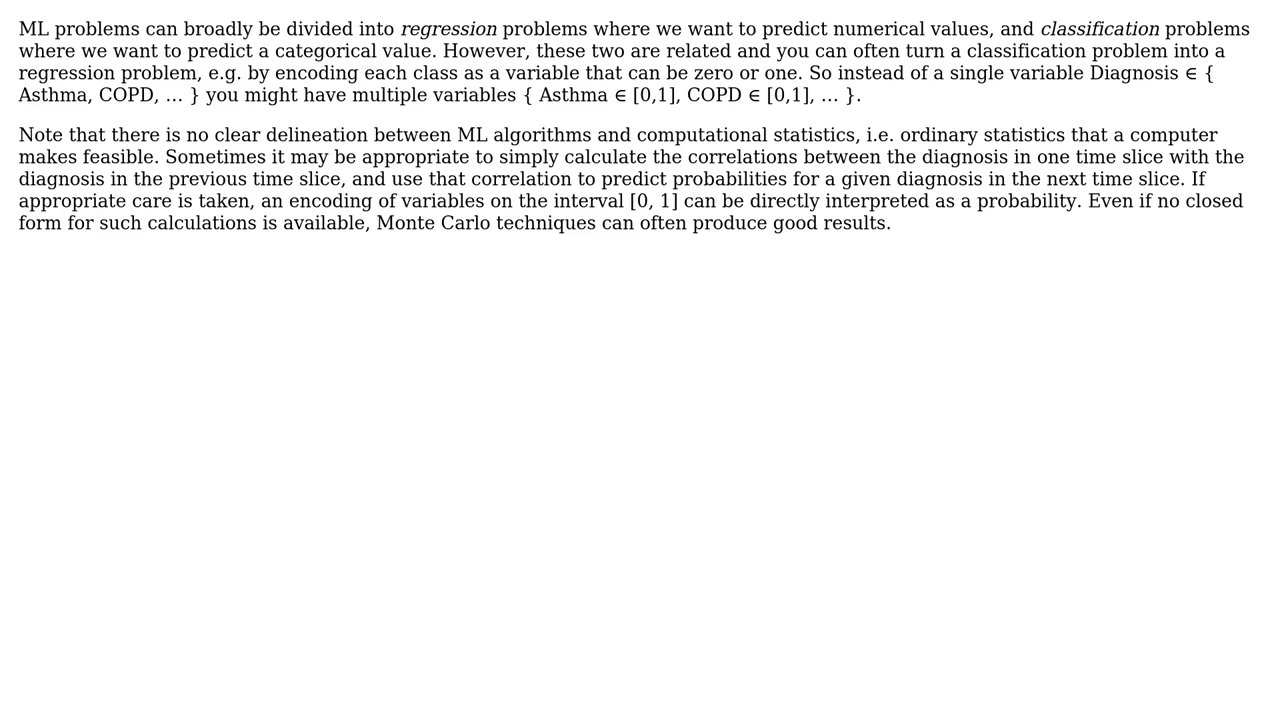 ML problems can broadly be divided into regression problems where we want to predict numerical values, and classification problems
where we want to predict a categorical value. However, these two are related and you can often turn a classification problem into a
regression problem, e.g. by encoding each class as a variable that can be zero or one. So instead of a single variable Diagnosis ∈ {
Asthma, COPD, … } you might have multiple variables { Asthma ∈ [0,1], COPD ∈ [0,1], … }.
Note that there is no clear delineation between ML algorithms and computational statistics, i.e. ordinary statistics that a computer
makes feasible. Sometimes it may be appropriate to simply calculate the correlations between the diagnosis in one time slice with the
diagnosis in the previous time slice, and use that correlation to predict probabilities for a given diagnosis in the next time slice. If
appropriate care is taken, an encoding of variables on the interval [0, 1] can be directly interpreted as a probability. Even if no closed
form for such calculations is available, Monte Carlo techniques can often produce good results.